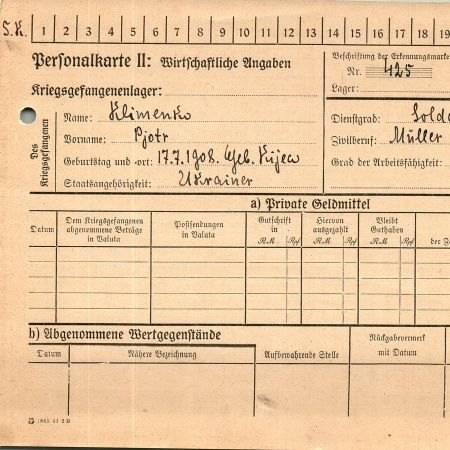 S.K. 1 2 3 4 5 6 7 8 9 10 11 12 13 14 15 16 17 18 19
Personalkarte II: Wirtschaftliche Angaben
Beschriftung der Erkennungsmarke
Nr. 425
Kriegsgefangenenlager:
Lager:
Des Kriegsgefangenen
Name: Klimenko
Dienstgrad: Solda
Vorname: Pjotr
Zivilberuf: Müller
Geburtstag und -ort: 17.7.1908. Geb. Kijew
Grad der Arbeitsfähigkeit:
Staatsangehörigkeit: Ukrainer
a) Private Geldmittel
Datum
Dem Kriegsgefangenen abgenommene Beträge in Valuta
Postsendungen in Valuta
Gutschrift in
RM Rpf
Hiervon ausgezahlt
RM Rpf
Bleibt Guthaben
RM Rpf
der Z
b) Abgenommene Wertgegenstände
Datum
Nähere Bezeichnung
Aufbewahrende Stelle
Rückgabevermerk mit Datum